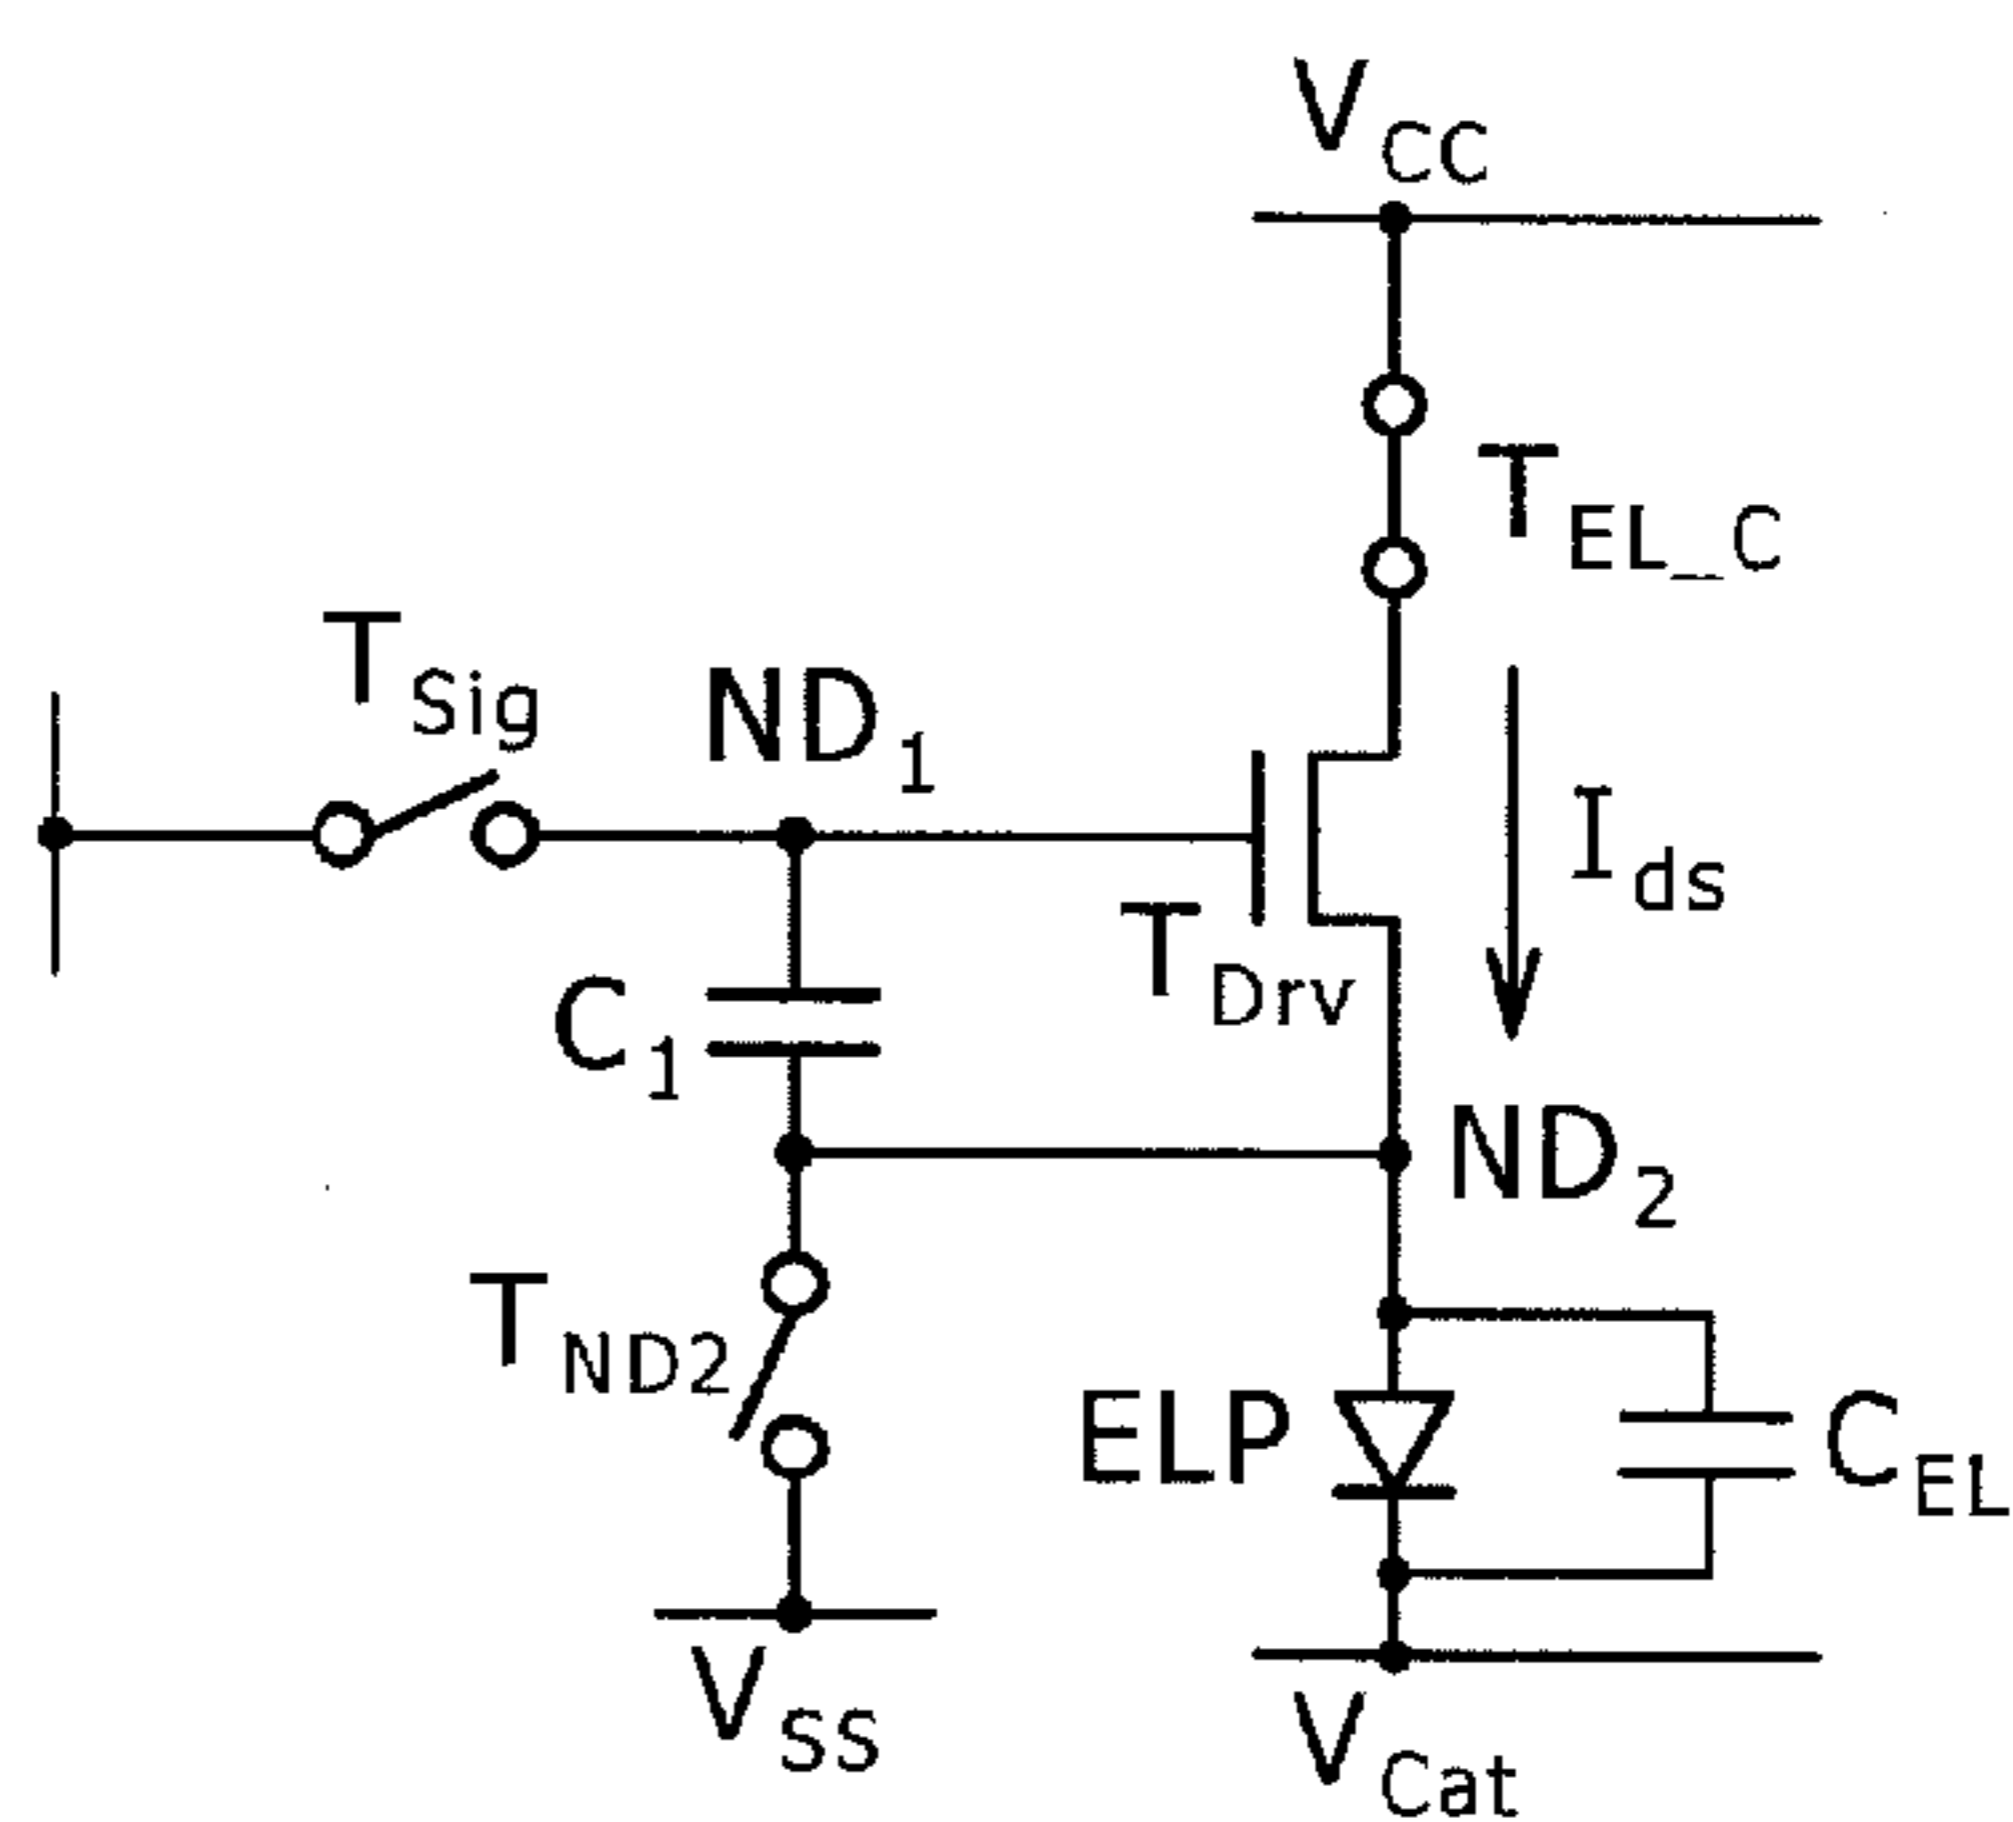 V_CC
T_EL_C
T_Sig
ND_1
I_ds
T_Drv
C_1
ND_2
T_ND2
ELP
C_EL
V_SS
V_Cat